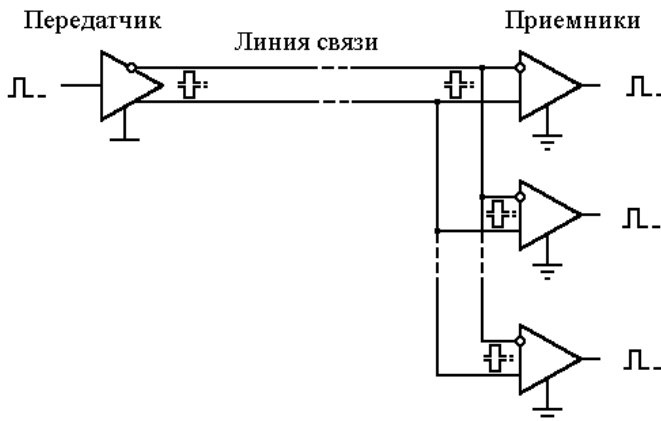 Передатчик
Приемники
Линия связи